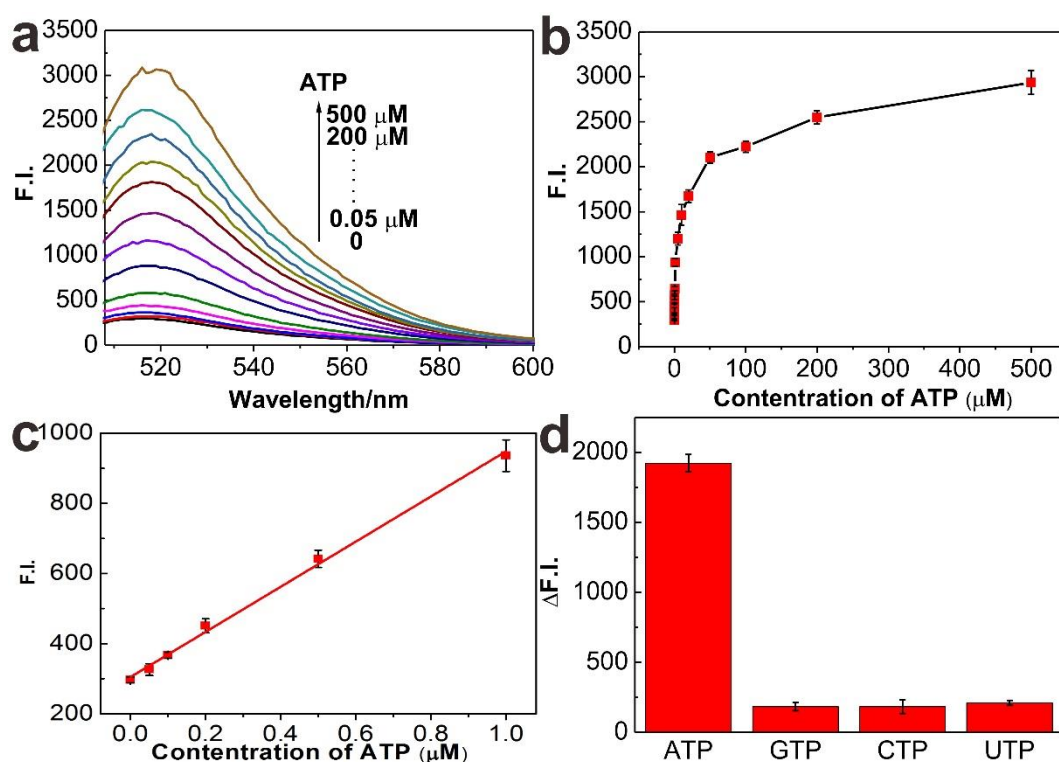 a
3500
3000
2500
2000
1500
1000
500
0
F.I.
520 540 560 580 600
Wavelength/nm
ATP
500 μM
200 μM
0.05 μM
0
b
3500
3000
2500
2000
1500
1000
500
0
F.I.
0 100 200 300 400 500
Contentration of ATP (μM)
c
1000
800
600
400
200
F.I.
0.0 0.2 0.4 0.6 0.8 1.0
Contentration of ATP (μM)
d
2000
1500
1000
500
0
ΔF.I.
ATP GTP CTP UTP